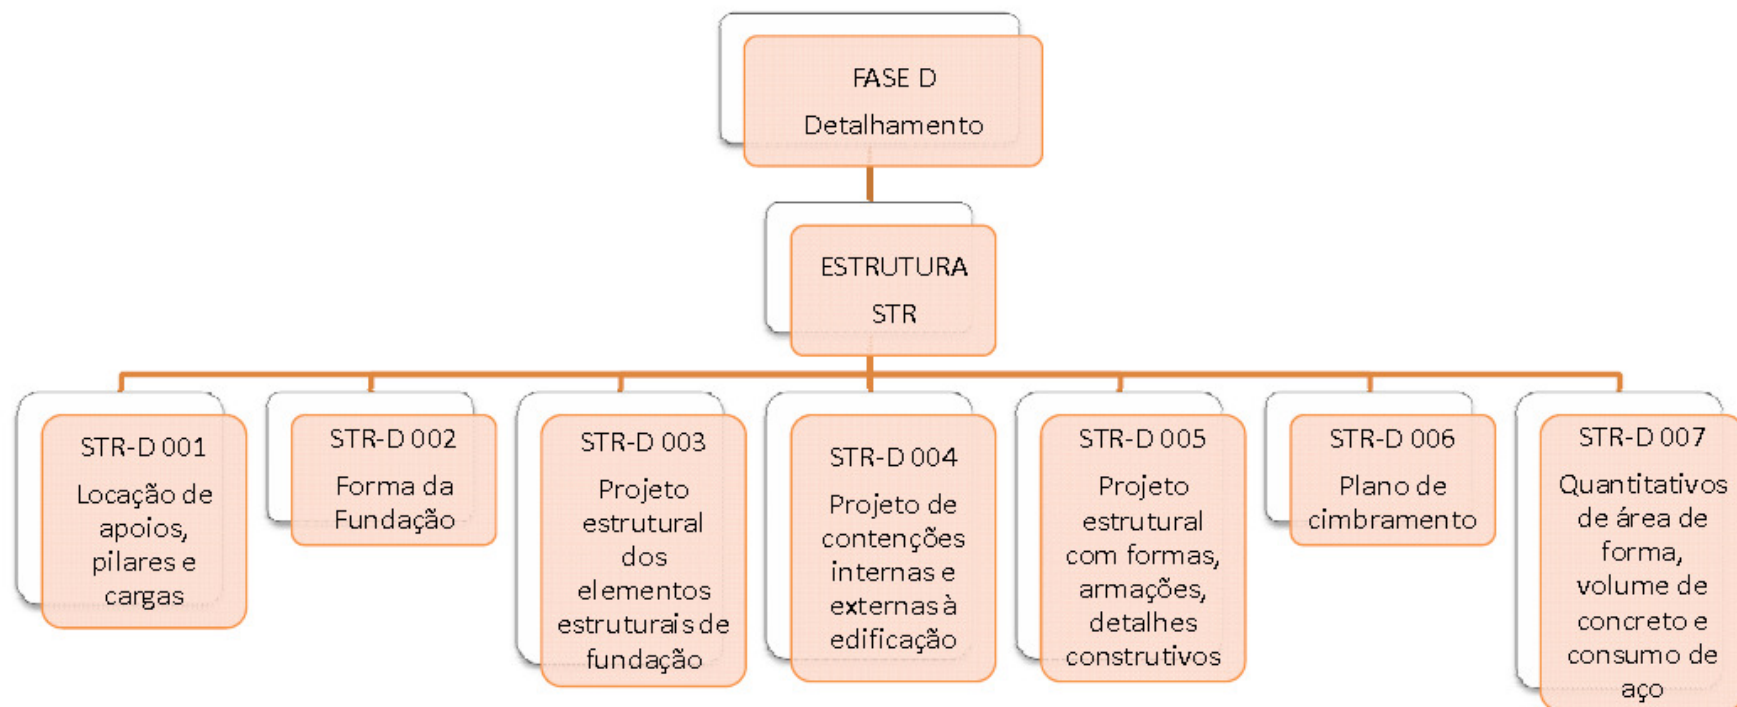 FASE D
Detalhamento
ESTRUTURA
STR
STR-D 001
Locação de
apoios,
pilares e
cargas
STR-D 002
Forma da
Fundação
STR-D 003
Projeto
estrutural
dos
elementos
estruturais de
fundação
STR-D 004
Projeto de
contenções
internas e
externas à
edificação
STR-D 005
Projeto
estrutural
com formas,
armações,
detalhes
construtivos
STR-D 006
Plano de
cimbramento
STR-D 007
Quantitativos
de área de
forma,
volume de
concreto e
consumo de
aço